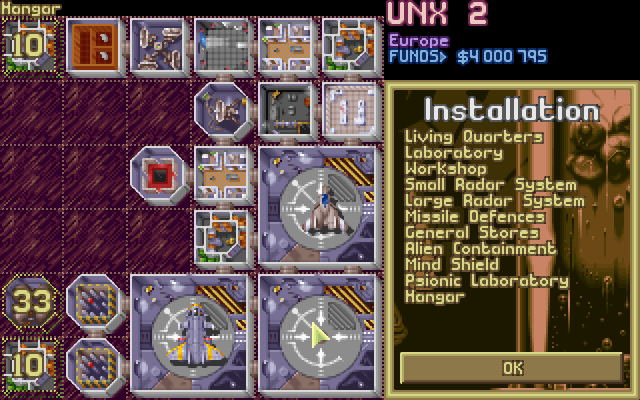 Hangar
10
UNX 2
Europe
FUNDS> $4 000 795
Installation
Living Quarters
Laboratory
Workshop
Small Radar System
Large Radar System
Missile Defences
General Stores
Alien Containment
Mind Shield
Psionic Laboratory
Hangar
33
10
OK